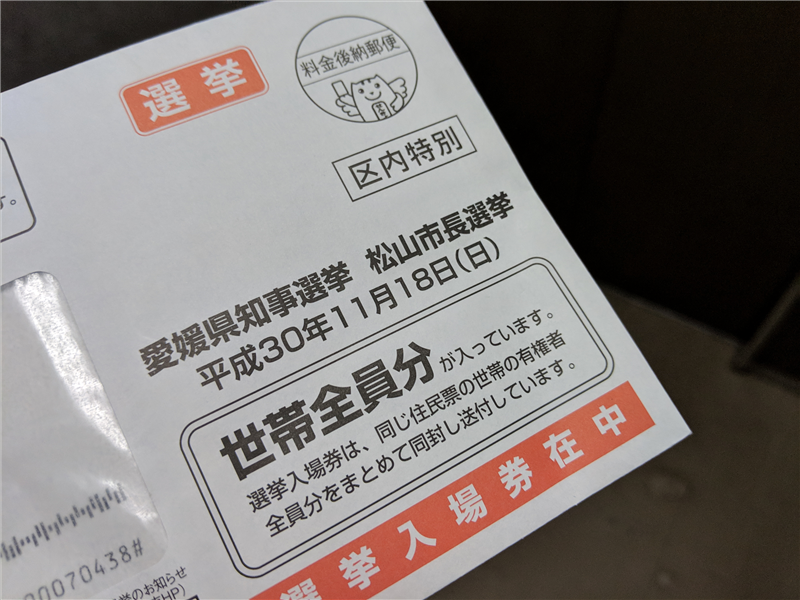 選挙
料金後納郵便
区内特別
す。
愛媛県知事選挙 松山市長選挙
平成30年11月18日(日)
世帯全員分が入っています。
選挙入場券は、同じ住民票の世帯の有権者
全員分をまとめて同封し送付しています。
選挙入場券在中
00070438#
挙のお知らせ
HP)